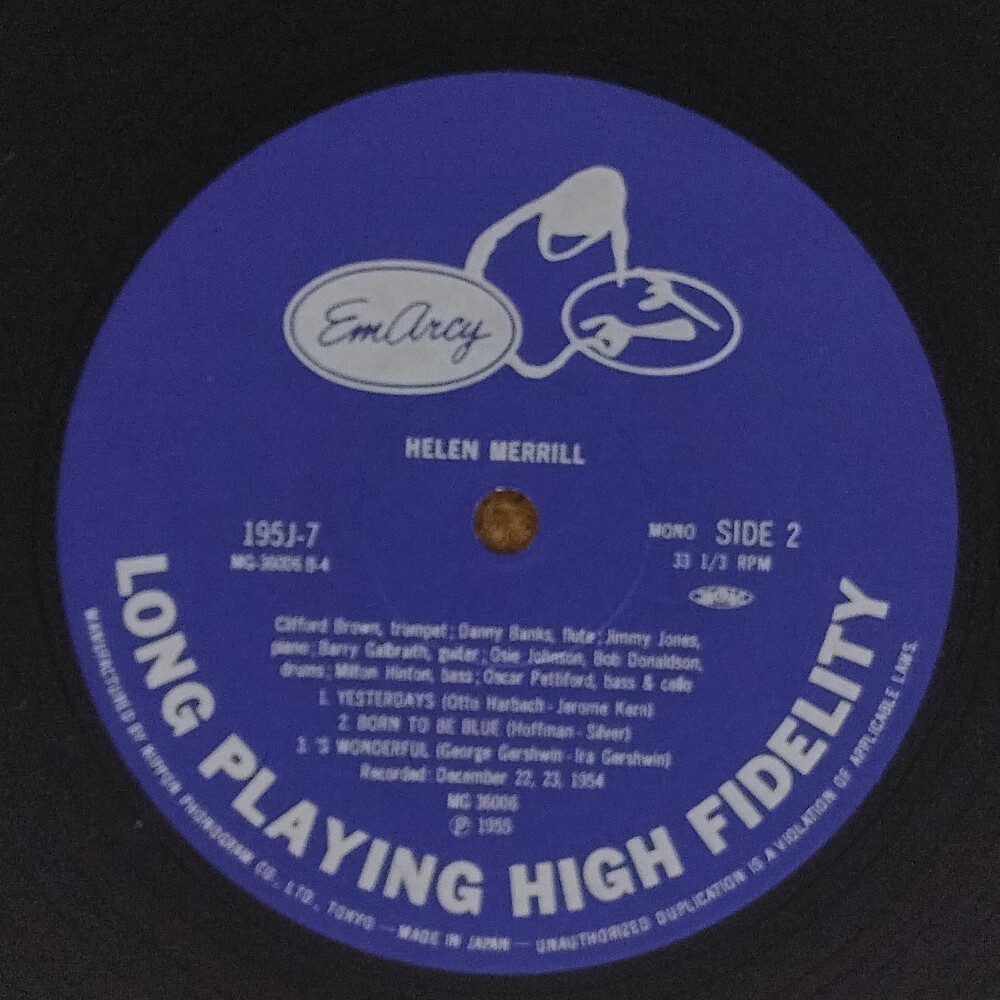 EmArcy
HELEN MERRILL
195J-7
MG-36006 B-4
MONO SIDE 2
33 1/3 RPM
Clifford Brown, trumpet; Danny Banks, flute; Jimmy Jones,
piano; Barry Galbraith, guitar; Osie Johnson, Bob Donaldson,
drums; Milton Hinton, bass; Oscar Pettiford, bass & cello
1. YESTERDAYS (Otto Harbach - Jerome Kern)
2. BORN TO BE BLUE (Hoffman - Silver)
3. 'S WONDERFUL (George Gershwin - Ira Gershwin)
Recorded: December 22, 23, 1954
MG 36006
Ⓟ 1955
LONG PLAYING HIGH FIDELITY
MANUFACTURED BY NIPPON PHONOGRAM CO., LTD., TOKYO — MADE IN JAPAN — UNAUTHORIZED DUPLICATION IS A VIOLATION OF APPLICABLE LAWS.